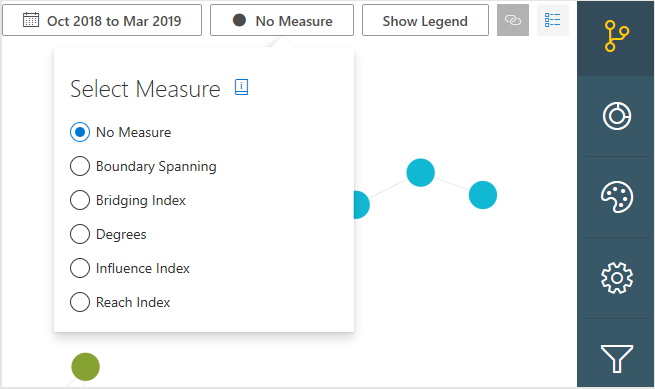 Oct 2018 to Mar 2019
No Measure
Show Legend
Select Measure
No Measure
Boundary Spanning
Bridging Index
Degrees
Influence Index
Reach Index